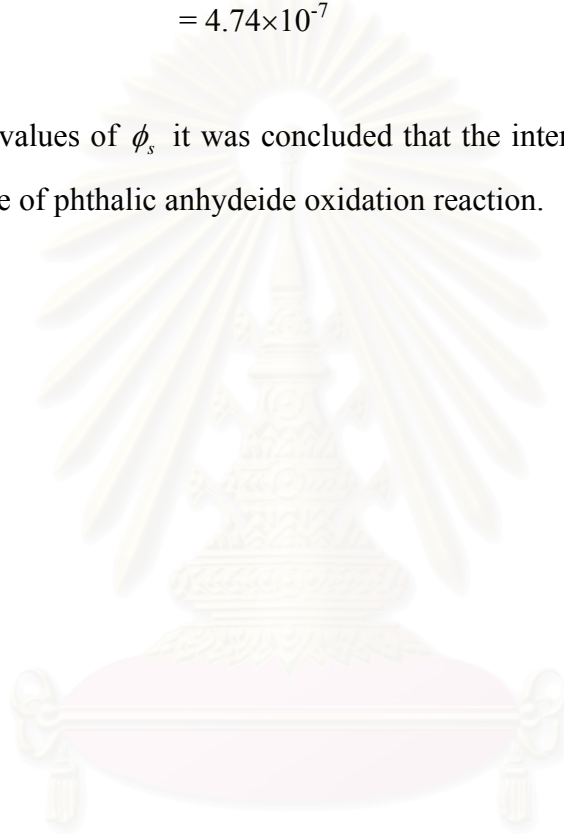 = 4.74×10⁻⁷
values of ϕₛ it was concluded that the inter
e of phthalic anhydeide oxidation reaction.